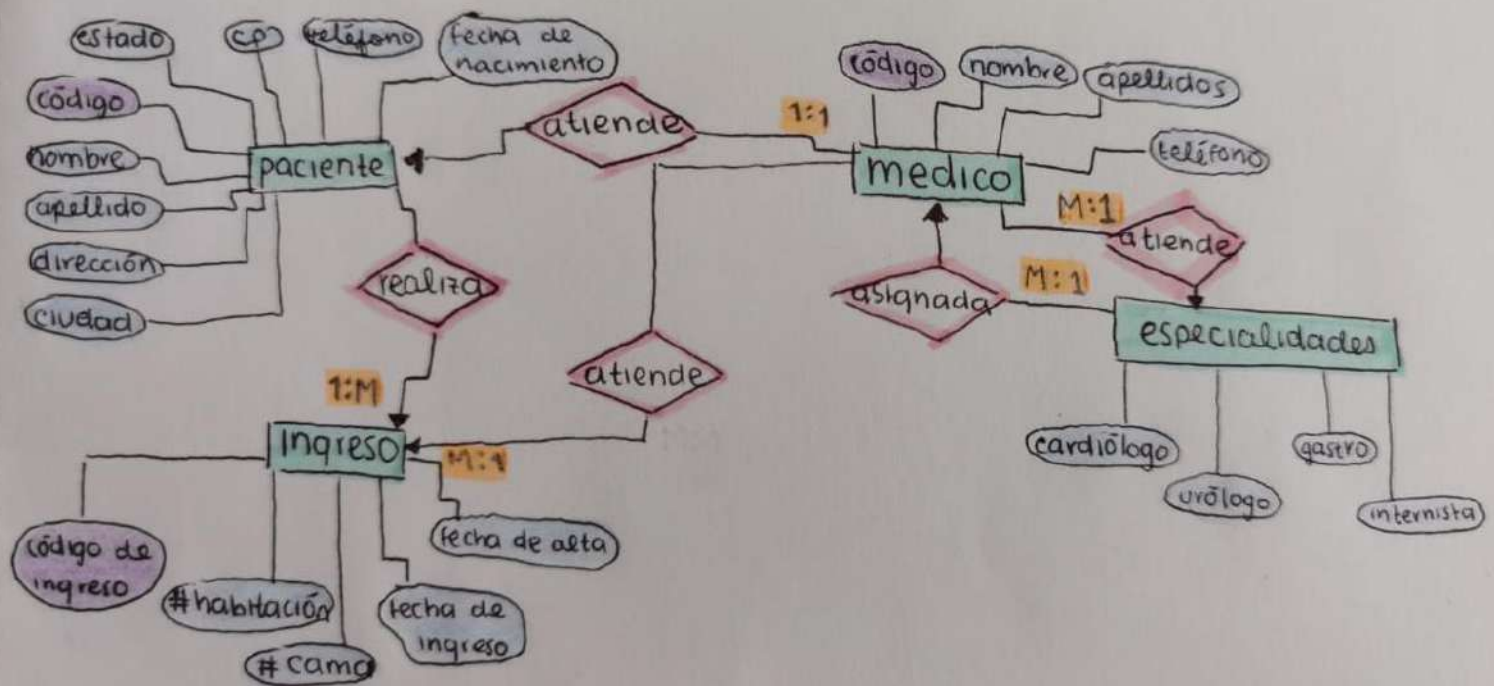 estado
cp
teléfono
fecha de
nacimiento
código
nombre
apellido
dirección
ciudad
paciente
atiende
1:1
código
nombre
apellidos
teléfono
medico
M:1
atiende
asignada
M:1
especialidades
cardiólogo
urólogo
gastro
internista
realiza
1:M
atiende
ingreso
M:1
código de
ingreso
#habitación
#cama
fecha de
ingreso
fecha de alta